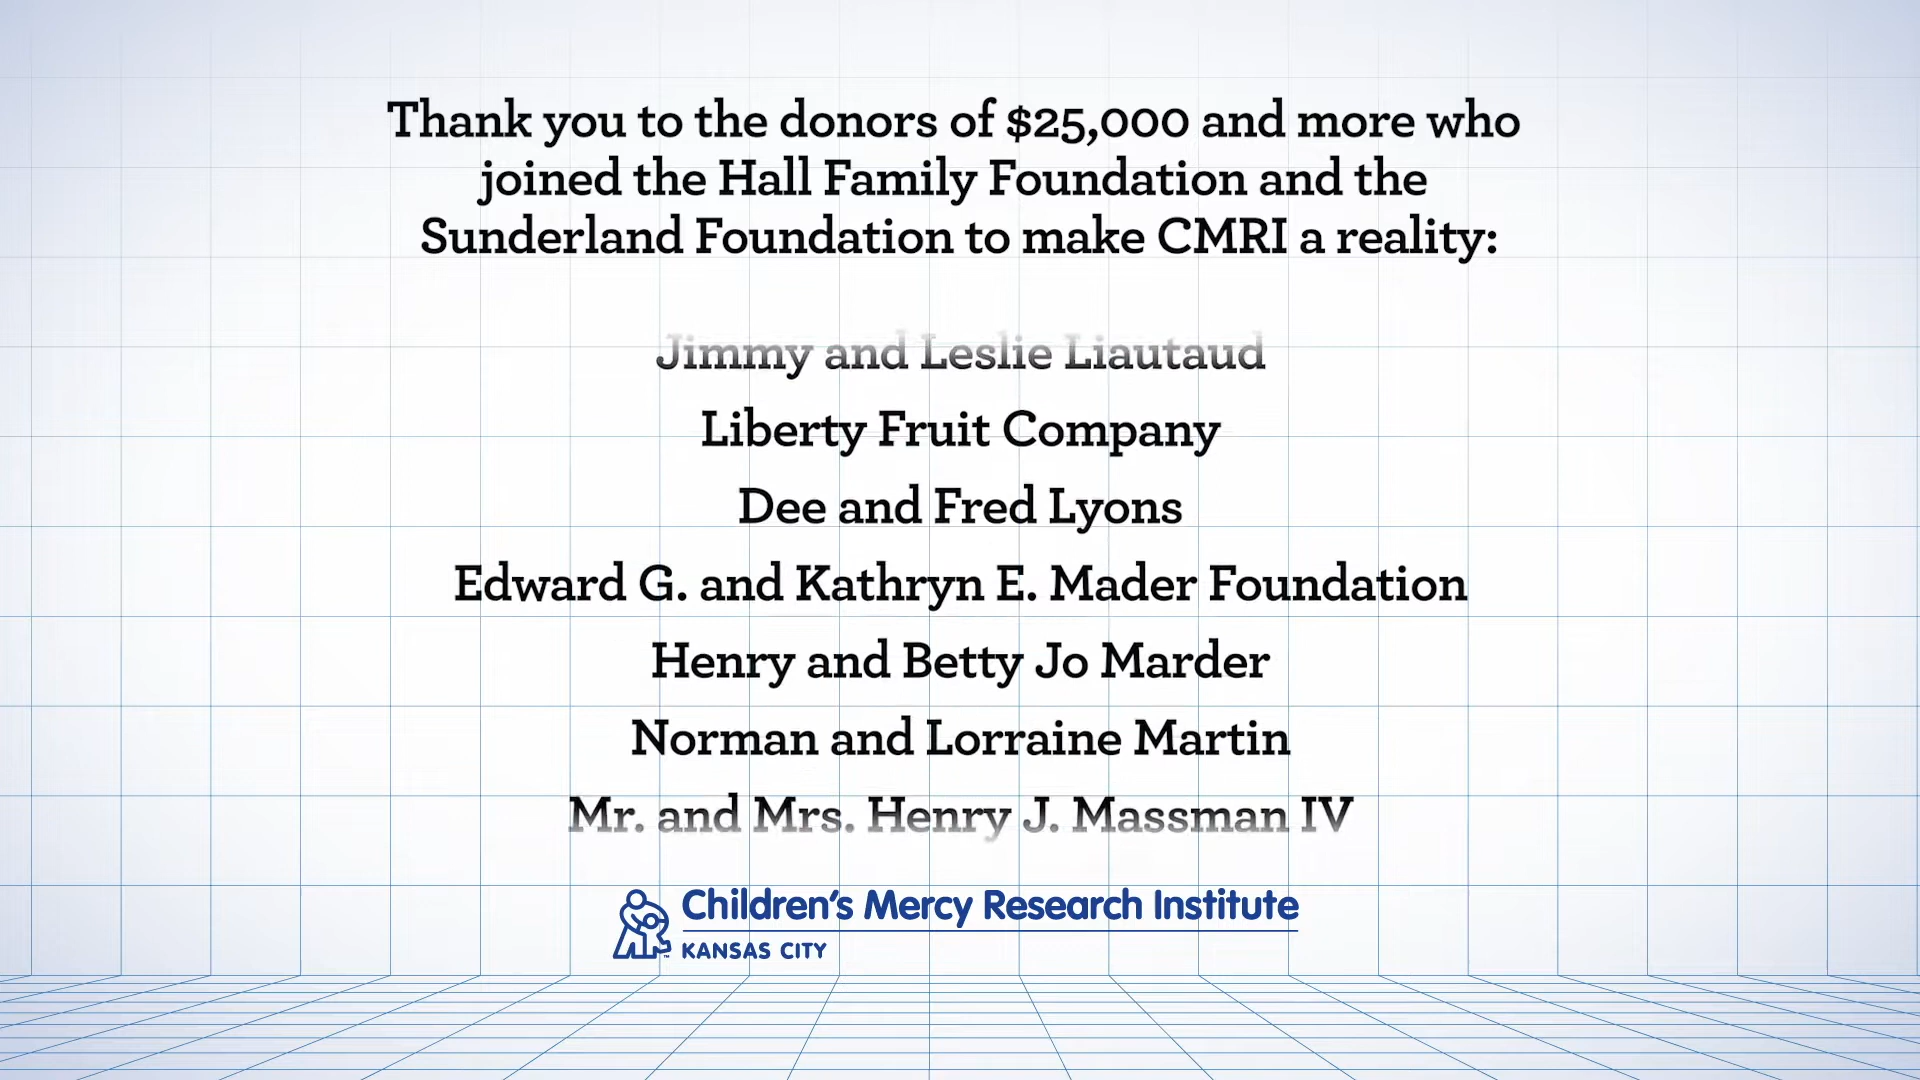 Thank you to the donors of $25,000 and more who
joined the Hall Family Foundation and the
Sunderland Foundation to make CMRI a reality:
Jimmy and Leslie Liautaud
Liberty Fruit Company
Dee and Fred Lyons
Edward G. and Kathryn E. Mader Foundation
Henry and Betty Jo Marder
Norman and Lorraine Martin
Mr. and Mrs. Henry J. Massman IV
Children's Mercy Research Institute
KANSAS CITY